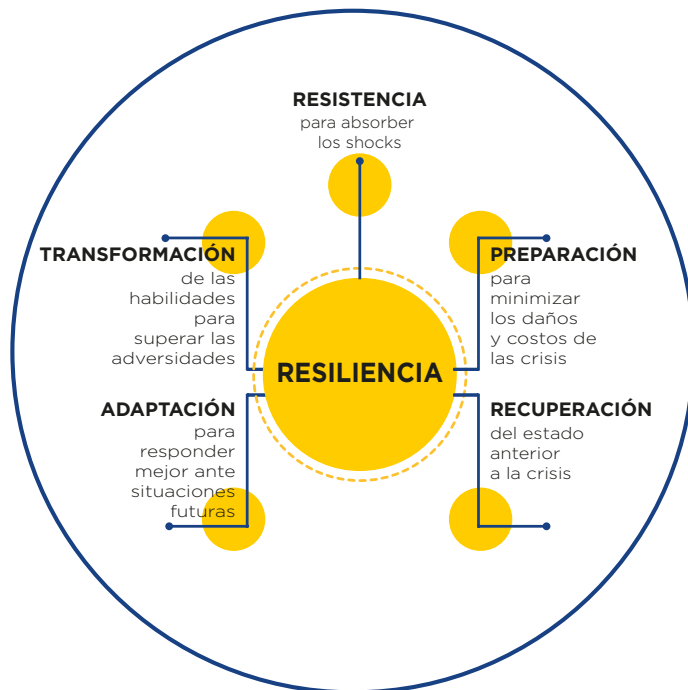 RESISTENCIA
para absorber
los shocks
TRANSFORMACIÓN
de las
habilidades
para
superar las
adversidades
PREPARACIÓN
para
minimizar
los daños
y costos de
las crisis
RESILIENCIA
ADAPTACIÓN
para
responder
mejor ante
situaciones
futuras
RECUPERACIÓN
del estado
anterior
a la crisis